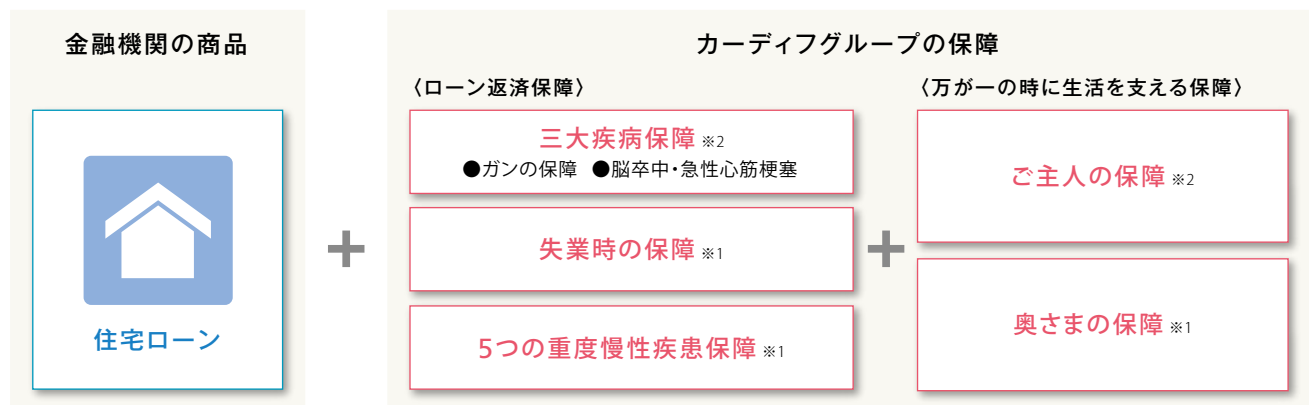 金融機関の商品
住宅ローン
カーディフグループの保障
〈ローン返済保障〉
三大疾病保障 ※2
●ガンの保障 ●脳卒中・急性心筋梗塞
失業時の保障 ※1
5つの重度慢性疾患保障 ※1
〈万が一の時に生活を支える保障〉
ご主人の保障 ※2
奥さまの保障 ※1